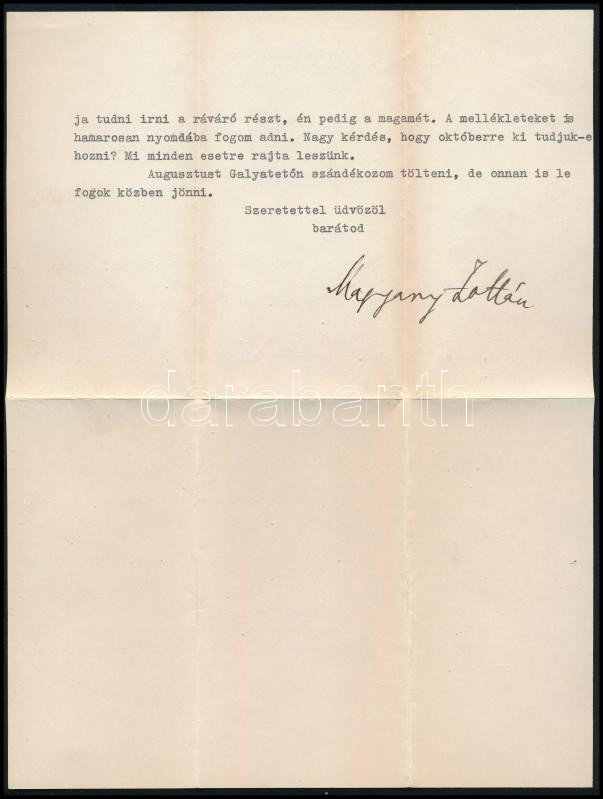 ja tudni irni a ráváró részt, én pedig a magamét. A mellékleteket is
hamarosan nyomdába fogom adni. Nagy kérdés, hogy októberre ki tudjuk-e
hozni? Mi minden esetre rajta leszünk.
Augusztust Galyatetőn szándékozom tölteni, de onnan is le
fogok közben jönni.
Szeretettel üdvözöl
barátod
Magyary Zoltán
darabanth